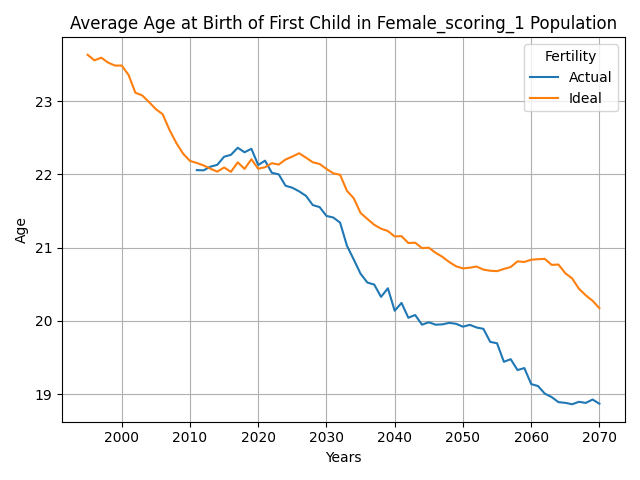 Average Age at Birth of First Child in Female_scoring_1 Population
Fertility
Actual
Ideal
Age
23
22
21
20
19
2000 2010 2020 2030 2040 2050 2060 2070
Years